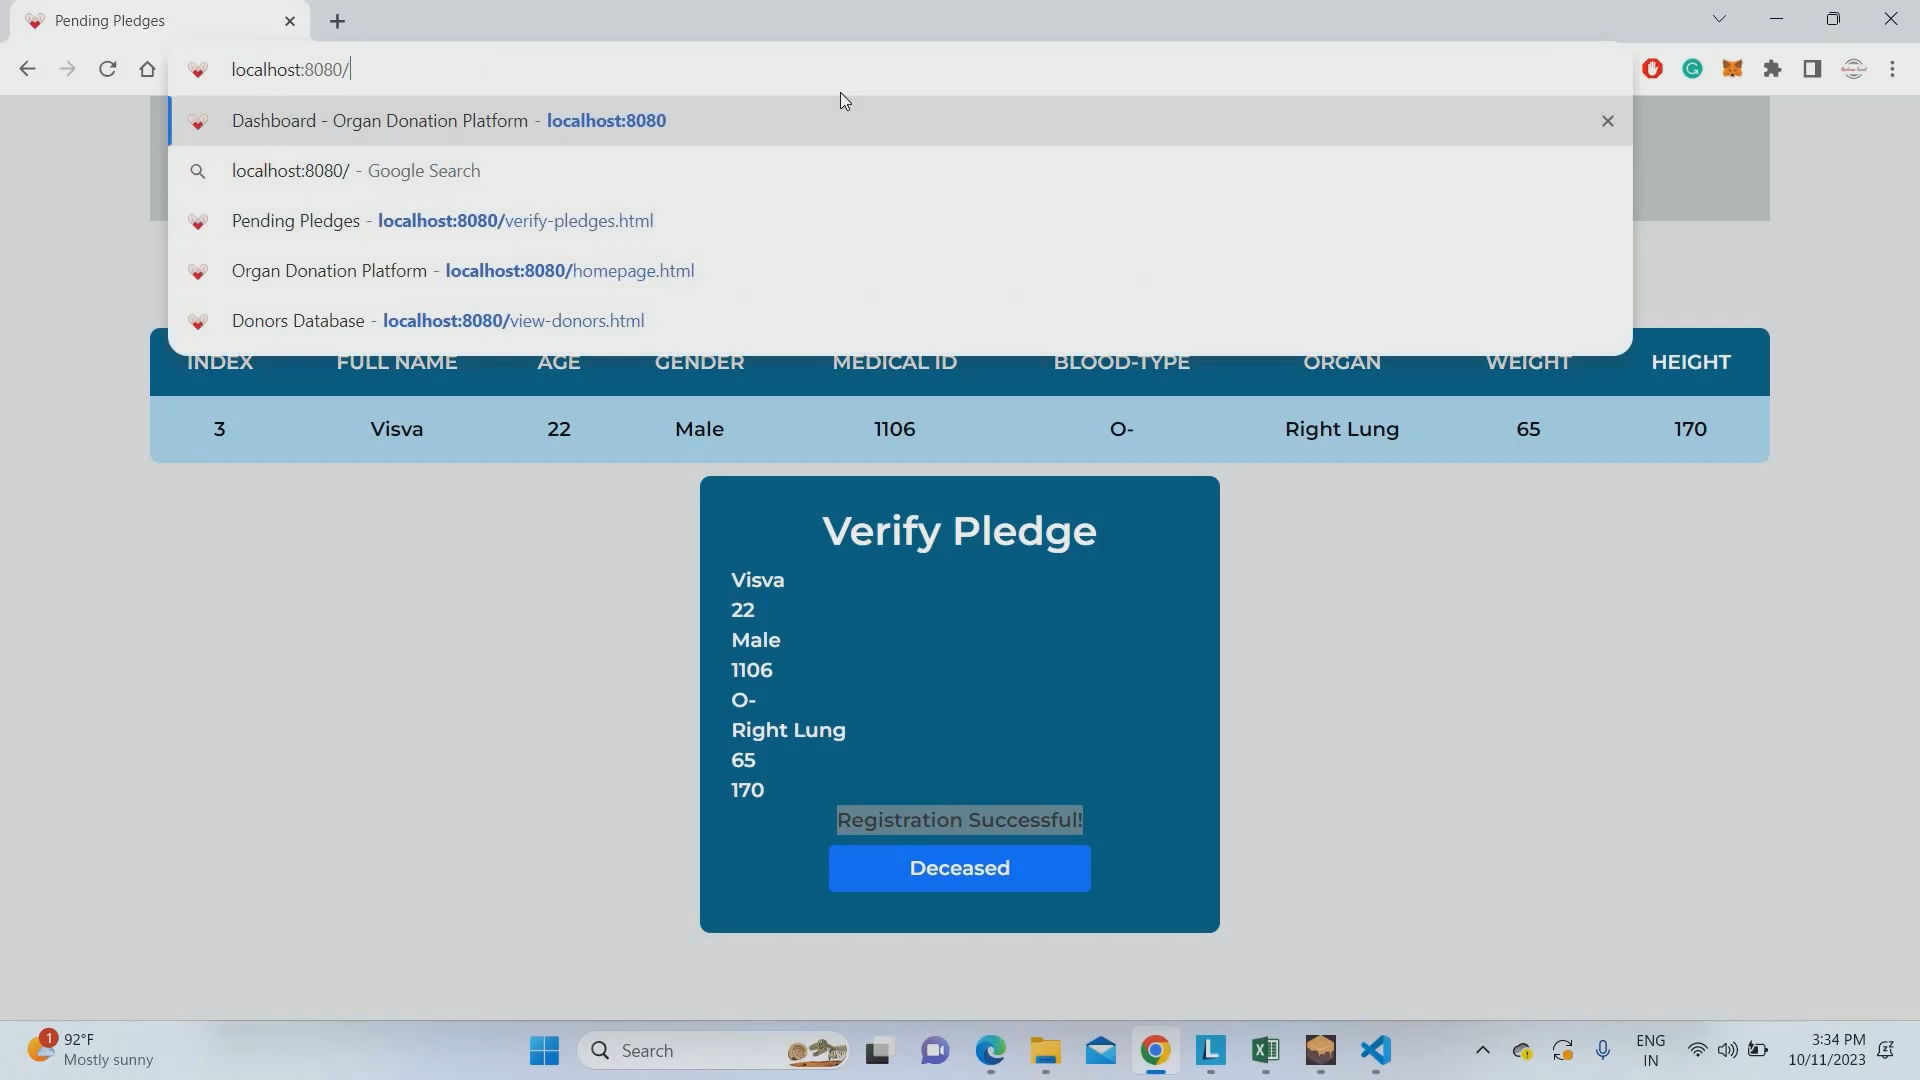 Pending Pledges
localhost:8080/
Dashboard - Organ Donation Platform - localhost:8080
localhost:8080/ - Google Search
Pending Pledges - localhost:8080/verify-pledges.html
Organ Donation Platform - localhost:8080/homepage.html
Donors Database - localhost:8080/view-donors.html
INDEX FULL NAME AGE GENDER MEDICAL ID BLOOD-TYPE ORGAN WEIGHT HEIGHT
3 Visva 22 Male 1106 O- Right Lung 65 170
Verify Pledge
Visva
22
Male
1106
O-
Right Lung
65
170
Registration Successful!
Deceased
1
92°F
Mostly sunny
Search
ENG
IN
3:34 PM
10/11/2023